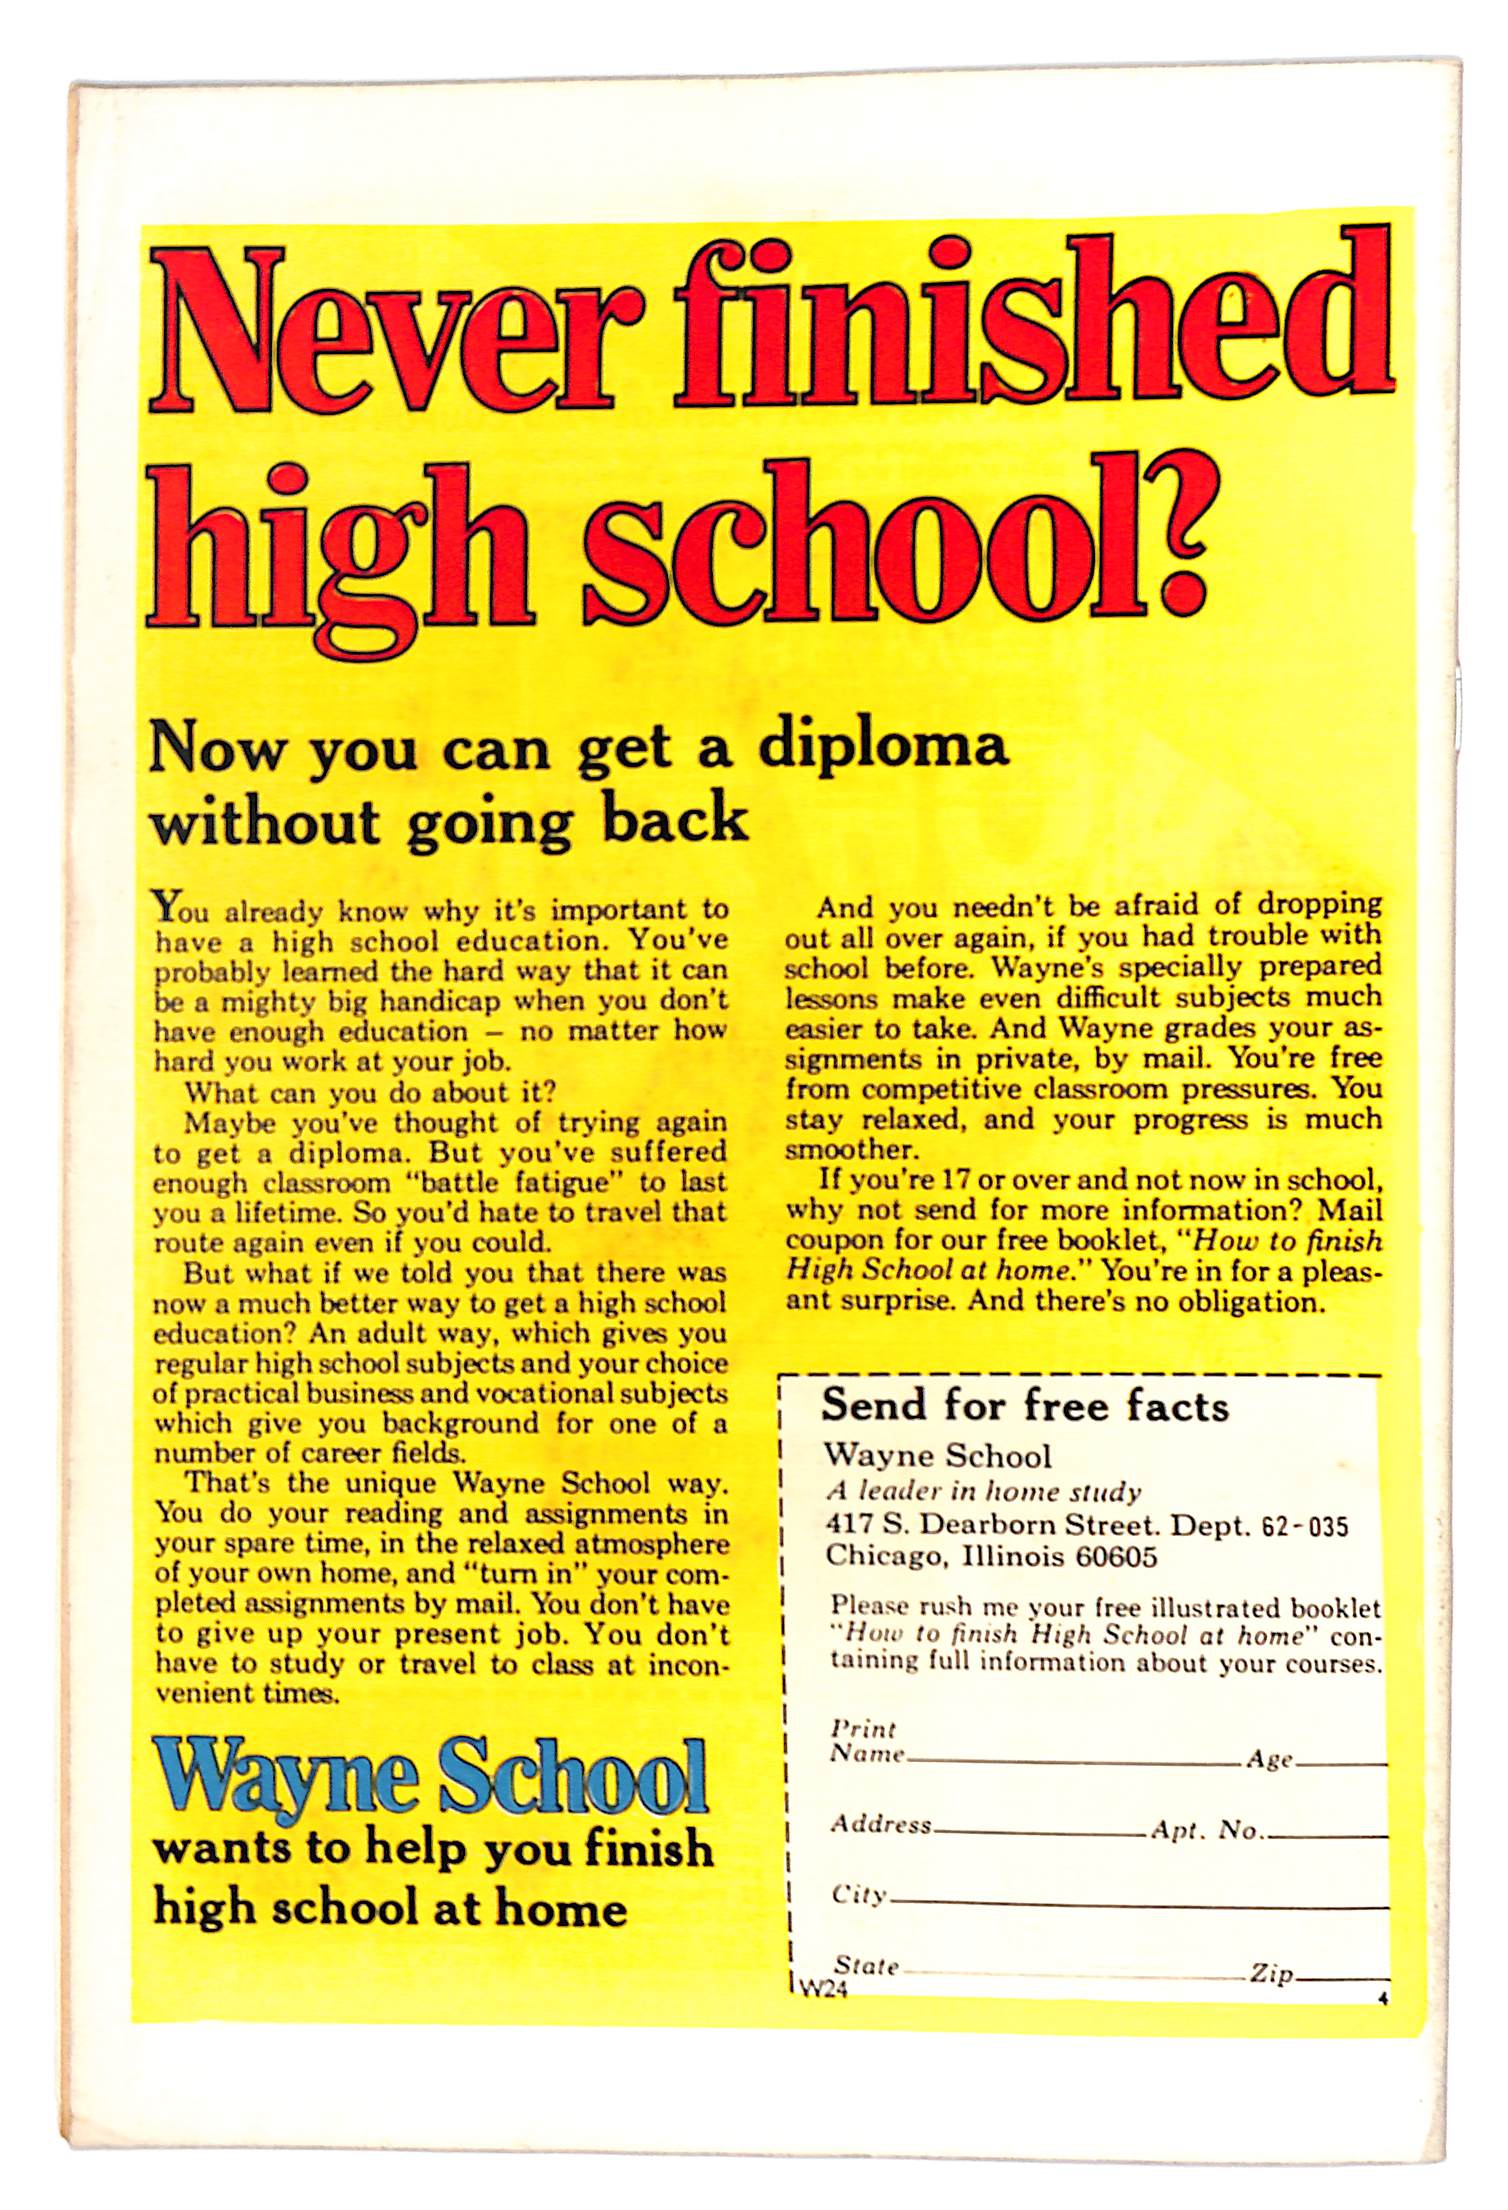 Never finished
high school?
Now you can get a diploma
without going back
You already know why it's important to
have a high school education. You've
probably learned the hard way that it can
be a mighty big handicap when you don't
have enough education – no matter how
hard you work at your job.
What can you do about it?
Maybe you've thought of trying again
to get a diploma. But you've suffered
enough classroom "battle fatigue" to last
you a lifetime. So you'd hate to travel that
route again even if you could.
But what if we told you that there was
now a much better way to get a high school
education? An adult way, which gives you
regular high school subjects and your choice
of practical business and vocational subjects
which give you background for one of a
number of career fields.
That's the unique Wayne School way.
You do your reading and assignments in
your spare time, in the relaxed atmosphere
of your own home, and "turn in" your com-
pleted assignments by mail. You don't have
to give up your present job. You don't
have to study or travel to class at incon-
venient times.
Wayne School
wants to help you finish
high school at home
And you needn't be afraid of dropping
out all over again, if you had trouble with
school before. Wayne's specially prepared
lessons make even difficult subjects much
easier to take. And Wayne grades your as-
signments in private, by mail. You're free
from competitive classroom pressures. You
stay relaxed, and your progress is much
smoother.
If you're 17 or over and not now in school,
why not send for more information? Mail
coupon for our free booklet, "How to finish
High School at home." You're in for a pleas-
ant surprise. And there's no obligation.
Send for free facts
Wayne School
A leader in home study
417 S. Dearborn Street. Dept. 62-035
Chicago, Illinois 60605
Please rush me your free illustrated booklet
"How to finish High School at home" con-
taining full information about your courses.
Print
Name Age
Address Apt. No.
City
State Zip
W24 4